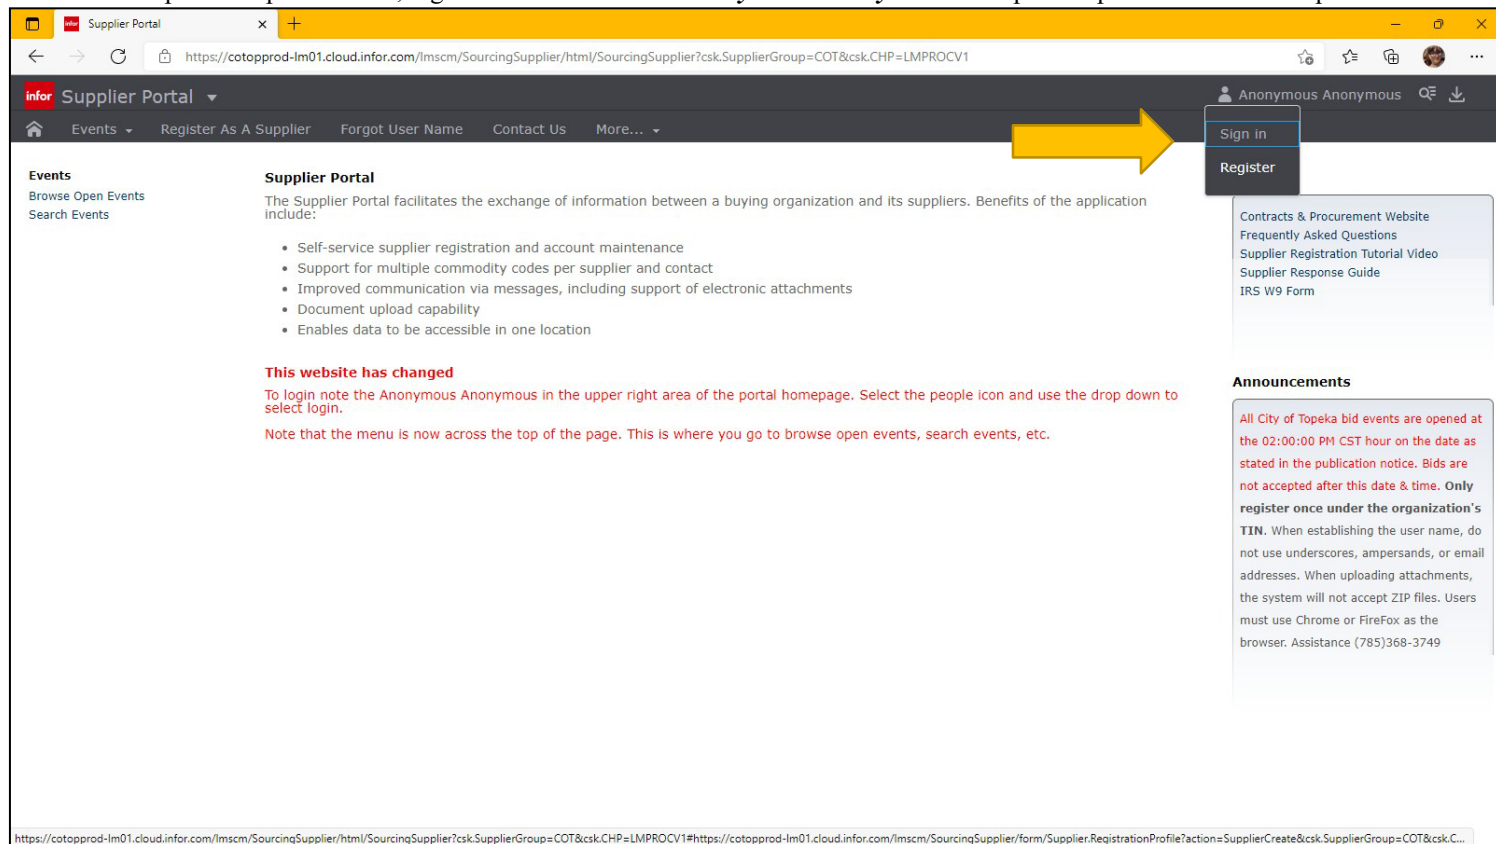 Supplier Portal
https://cotopprod-lm01.cloud.infor.com/lmscm/SourcingSupplier/html/SourcingSupplier?csk.SupplierGroup=COT&csk.CHP=LMPROCV1
infor Supplier Portal
Anonymous Anonymous
Events
Register As A Supplier
Forgot User Name
Contact Us
More...
Sign in
Register
Events
Browse Open Events
Search Events
Supplier Portal
The Supplier Portal facilitates the exchange of information between a buying organization and its suppliers. Benefits of the application
include:
• Self-service supplier registration and account maintenance
• Support for multiple commodity codes per supplier and contact
• Improved communication via messages, including support of electronic attachments
• Document upload capability
• Enables data to be accessible in one location
This website has changed
To login note the Anonymous Anonymous in the upper right area of the portal homepage. Select the people icon and use the drop down to
select login.
Note that the menu is now across the top of the page. This is where you go to browse open events, search events, etc.
Contracts & Procurement Website
Frequently Asked Questions
Supplier Registration Tutorial Video
Supplier Response Guide
IRS W9 Form
Announcements
All City of Topeka bid events are opened at
the 02:00:00 PM CST hour on the date as
stated in the publication notice. Bids are
not accepted after this date & time. Only
register once under the organization's
TIN. When establishing the user name, do
not use underscores, ampersands, or email
addresses. When uploading attachments,
the system will not accept ZIP files. Users
must use Chrome or FireFox as the
browser. Assistance (785)368-3749
https://cotopprod-lm01.cloud.infor.com/lmscm/SourcingSupplier/html/SourcingSupplier?csk.SupplierGroup=COT&csk.CHP=LMPROCV1#https://cotopprod-lm01.cloud.infor.com/lmscm/SourcingSupplier/form/Supplier.RegistrationProfile?action=SupplierCreate&csk.SupplierGroup=COT&csk.C...